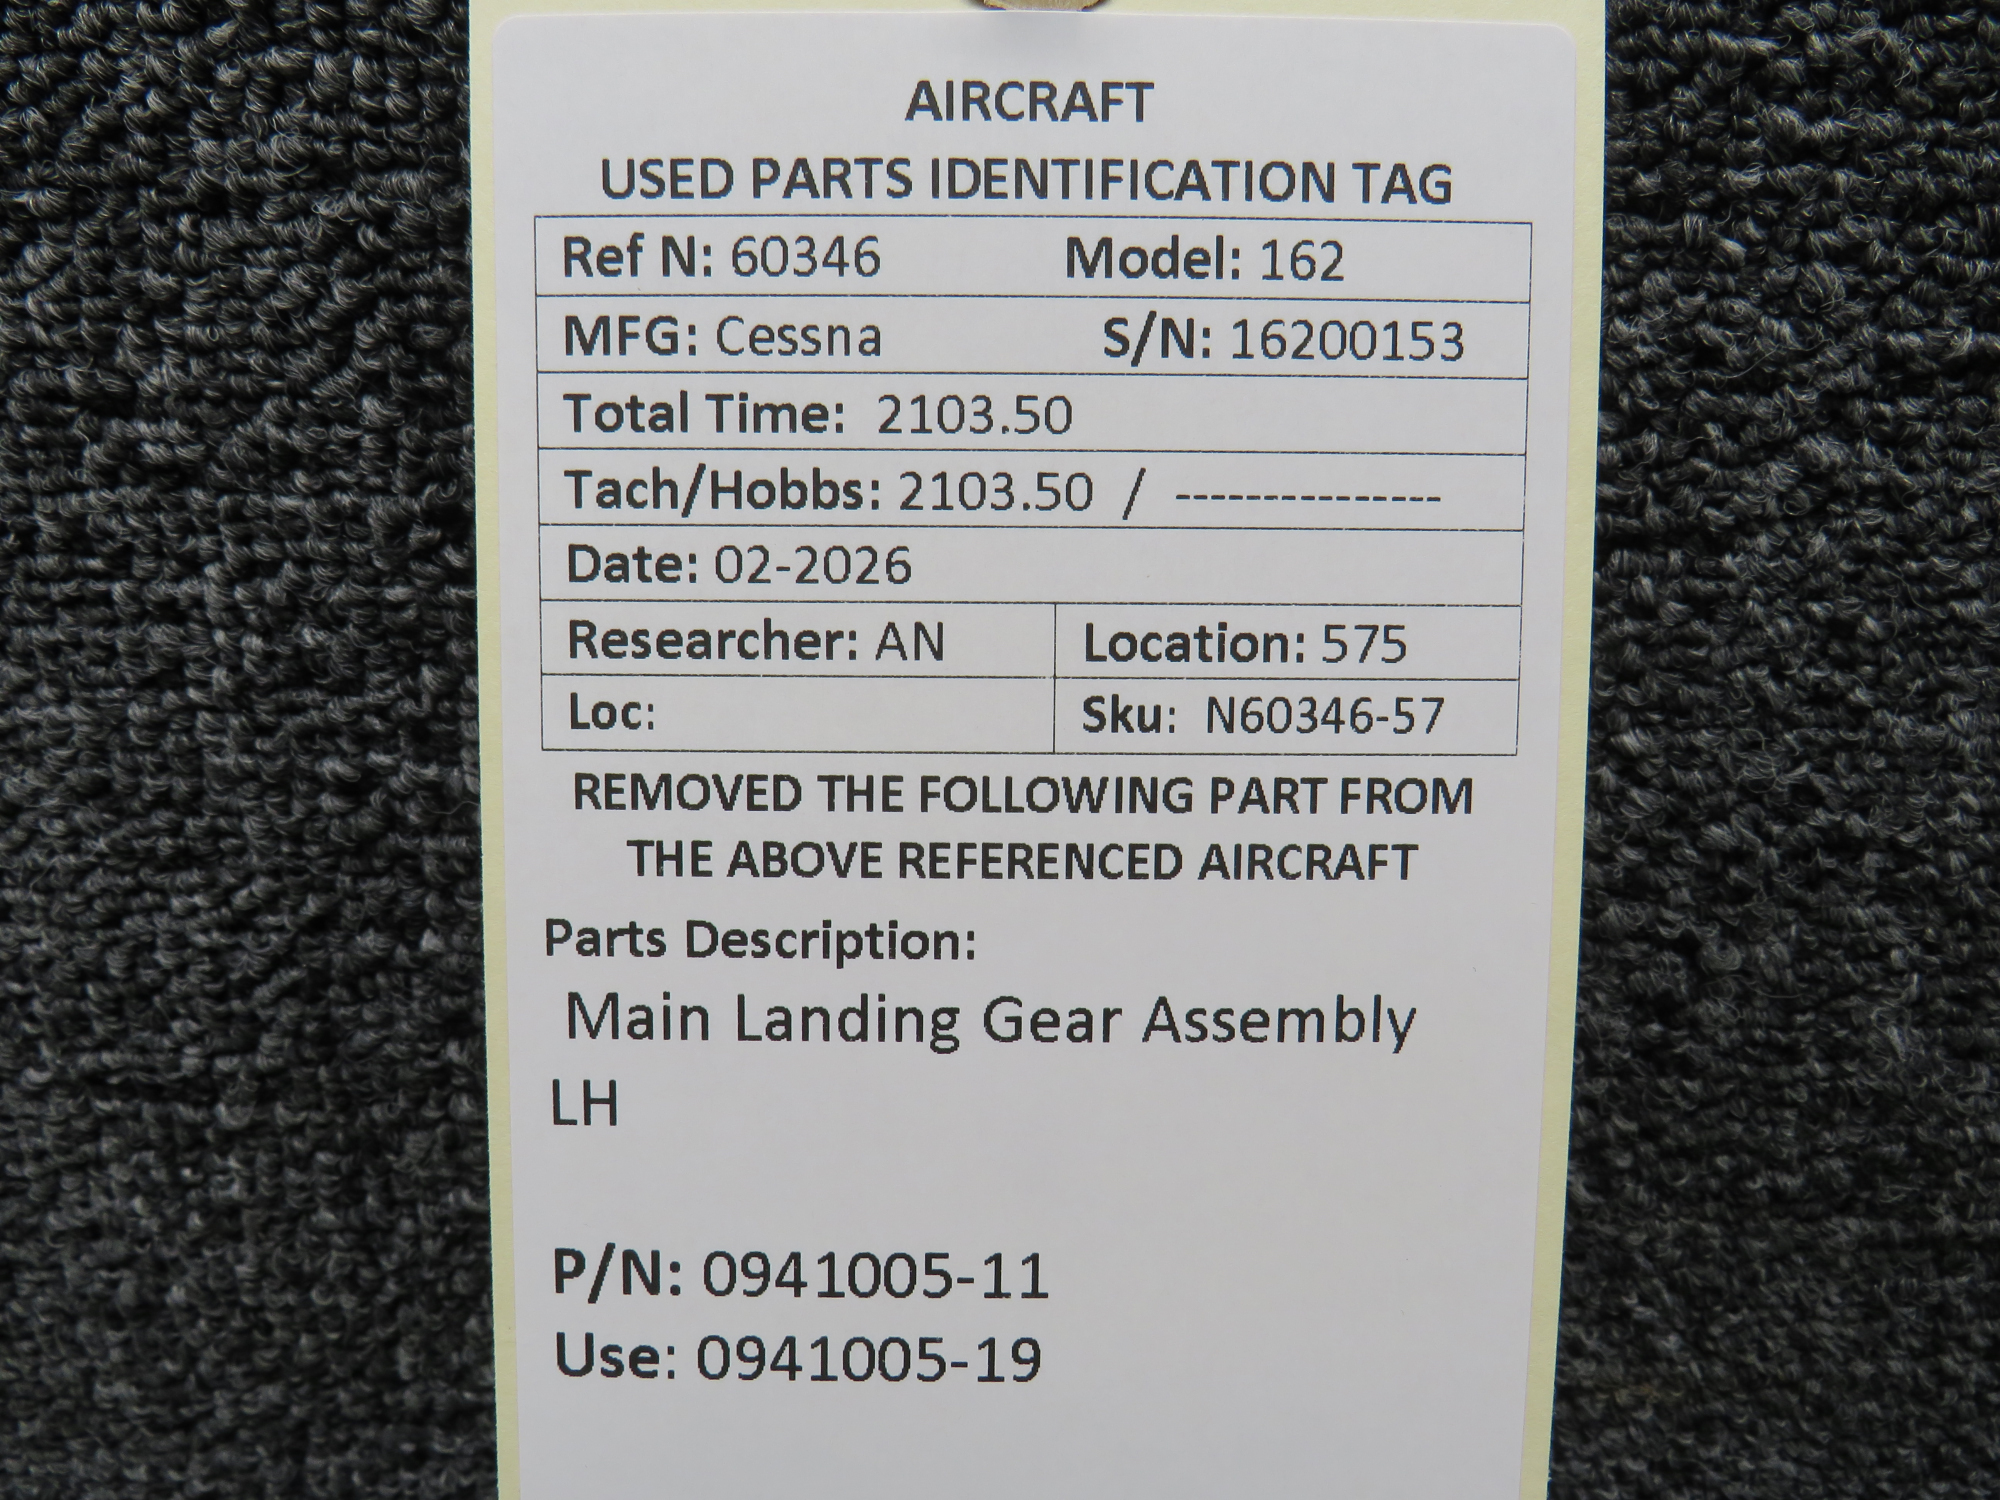 AIRCRAFT
USED PARTS IDENTIFICATION TAG
Ref N: 60346 Model: 162
MFG: Cessna S/N: 16200153
Total Time: 2103.50
Tach/Hobbs: 2103.50 / ---------------
Date: 02-2026
Researcher: AN Location: 575
Loc: Sku: N60346-57
REMOVED THE FOLLOWING PART FROM
THE ABOVE REFERENCED AIRCRAFT
Parts Description:
Main Landing Gear Assembly
LH
P/N: 0941005-11
Use: 0941005-19